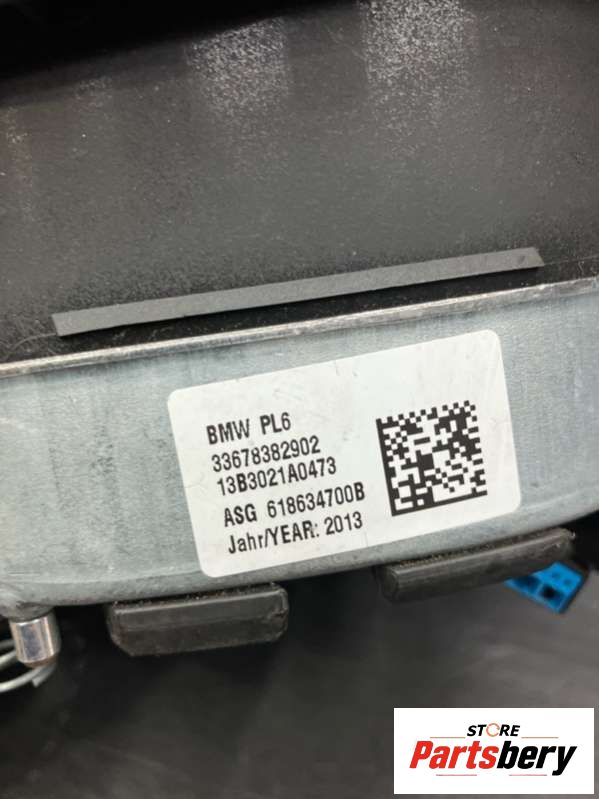 BMW PL6
33678382902
13B3021A0473
ASG 618634700B
Jahr/YEAR: 2013
STORE
Partsbery